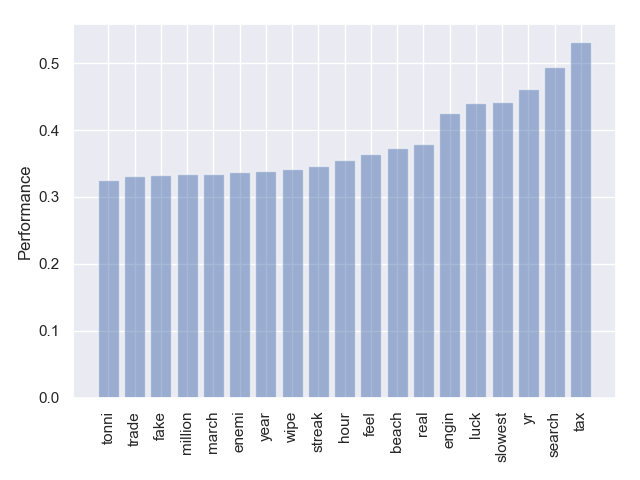 0.5
0.4
0.3
0.2
0.1
0.0
Performance
tonni
trade
fake
million
march
enemi
year
wipe
streak
hour
feel
beach
real
engin
luck
slowest
yr
search
tax